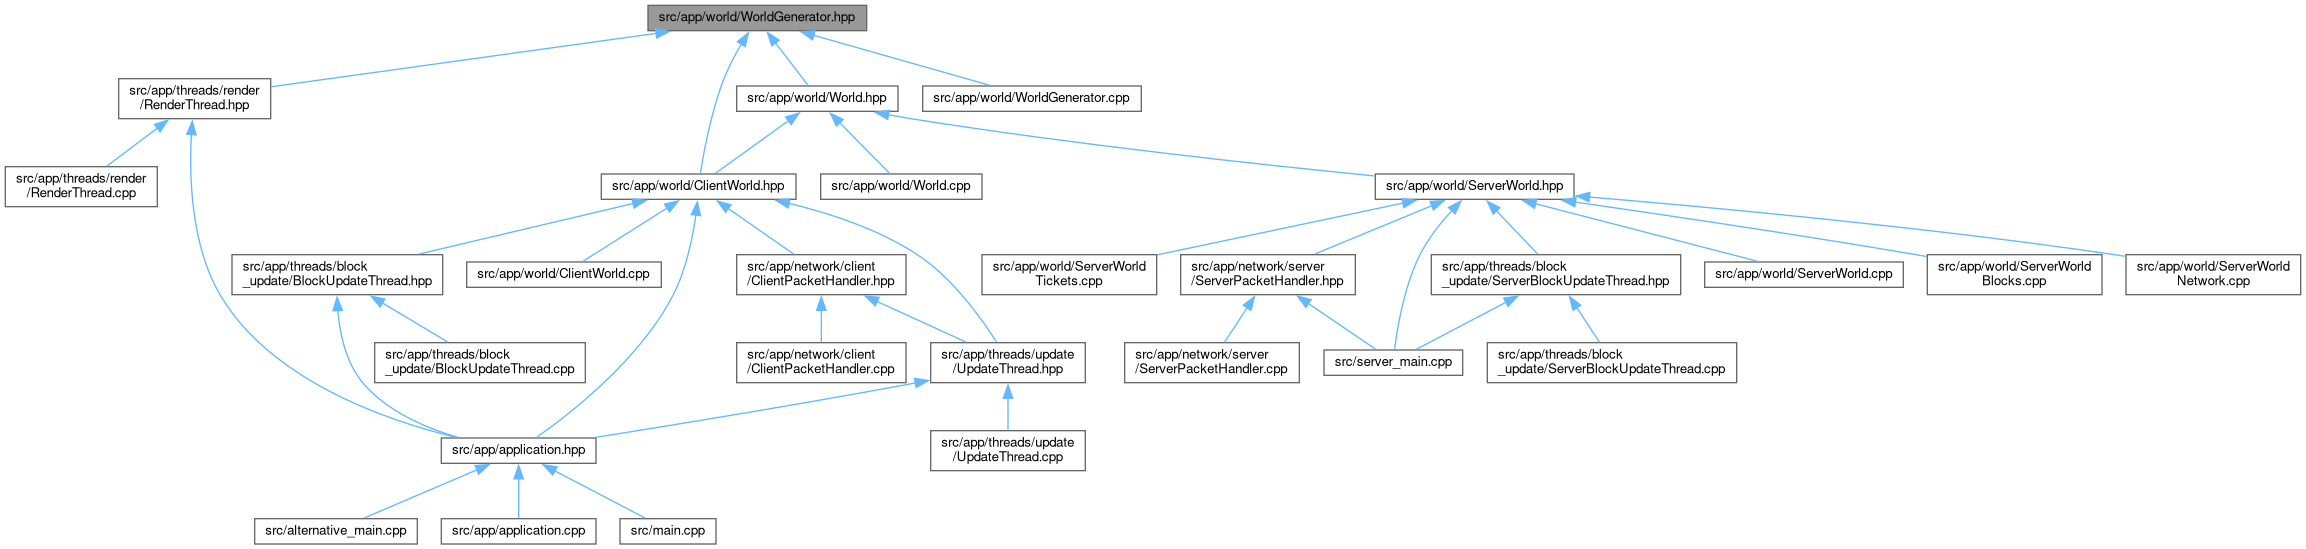 src/app/world/WorldGenerator.hpp
src/app/threads/render
/RenderThread.hpp
src/app/world/World.hpp
src/app/world/WorldGenerator.cpp
src/app/threads/render
/RenderThread.cpp
src/app/world/ClientWorld.hpp
src/app/world/World.cpp
src/app/world/ServerWorld.hpp
src/app/threads/block
_update/BlockUpdateThread.hpp
src/app/world/ClientWorld.cpp
src/app/network/client
/ClientPacketHandler.hpp
src/app/world/ServerWorld
Tickets.cpp
src/app/network/server
/ServerPacketHandler.hpp
src/app/threads/block
_update/ServerBlockUpdateThread.hpp
src/app/world/ServerWorld.cpp
src/app/world/ServerWorld
Blocks.cpp
src/app/world/ServerWorld
Network.cpp
src/app/threads/block
_update/BlockUpdateThread.cpp
src/app/network/client
/ClientPacketHandler.cpp
src/app/threads/update
/UpdateThread.hpp
src/app/network/server
/ServerPacketHandler.cpp
src/server_main.cpp
src/app/threads/block
_update/ServerBlockUpdateThread.cpp
src/app/application.hpp
src/app/threads/update
/UpdateThread.cpp
src/alternative_main.cpp
src/app/application.cpp
src/main.cpp